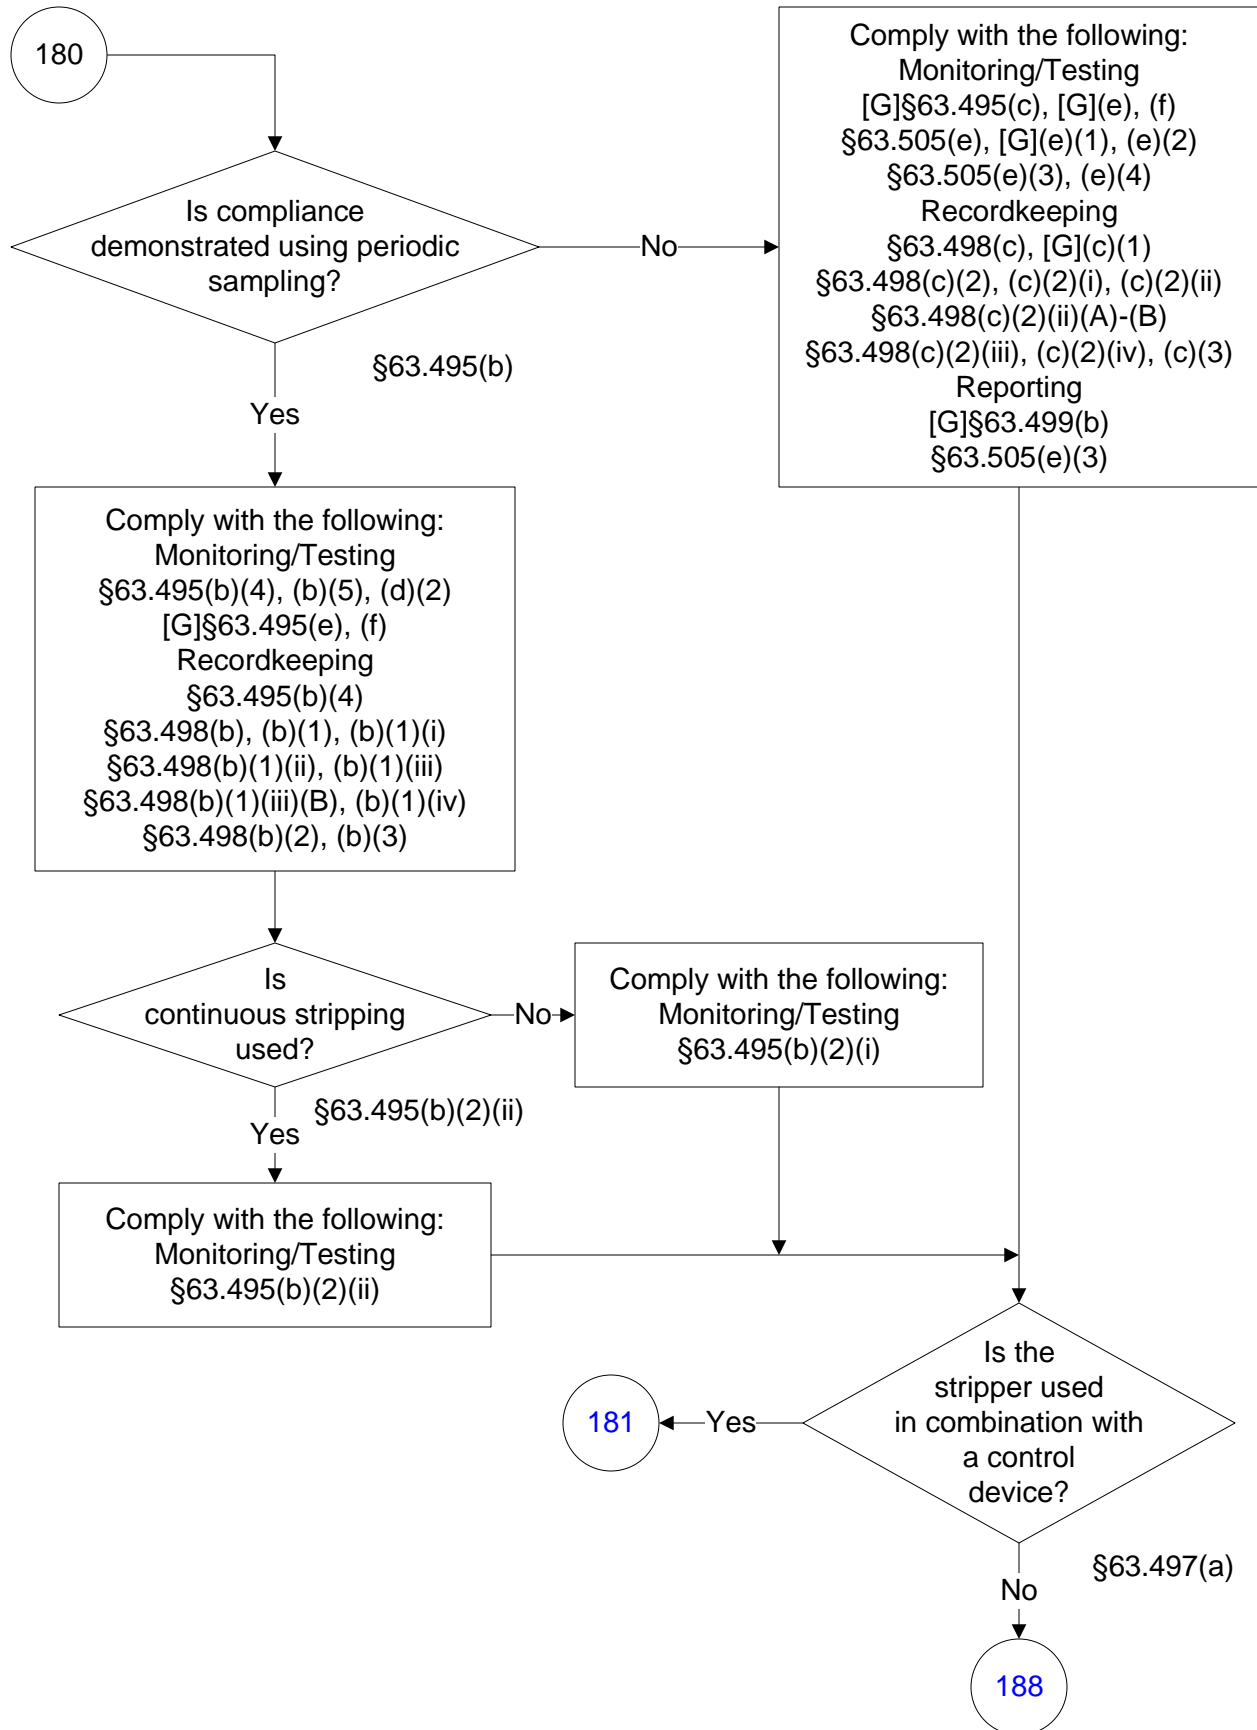 180
Is compliance
demonstrated using periodic
sampling?
No
§63.495(b)
Yes
Comply with the following:
Monitoring/Testing
[G]§63.495(c), [G](e), (f)
§63.505(e), [G](e)(1), (e)(2)
§63.505(e)(3), (e)(4)
Recordkeeping
§63.498(c), [G](c)(1)
§63.498(c)(2), (c)(2)(i), (c)(2)(ii)
§63.498(c)(2)(ii)(A)-(B)
§63.498(c)(2)(iii), (c)(2)(iv), (c)(3)
Reporting
[G]§63.499(b)
§63.505(e)(3)
Comply with the following:
Monitoring/Testing
§63.495(b)(4), (b)(5), (d)(2)
[G]§63.495(e), (f)
Recordkeeping
§63.495(b)(4)
§63.498(b), (b)(1), (b)(1)(i)
§63.498(b)(1)(ii), (b)(1)(iii)
§63.498(b)(1)(iii)(B), (b)(1)(iv)
§63.498(b)(2), (b)(3)
Is
continuous stripping
used?
No
§63.495(b)(2)(ii)
Yes
Comply with the following:
Monitoring/Testing
§63.495(b)(2)(i)
Comply with the following:
Monitoring/Testing
§63.495(b)(2)(ii)
Is the
stripper used
in combination with
a control
device?
Yes
181
§63.497(a)
No
188